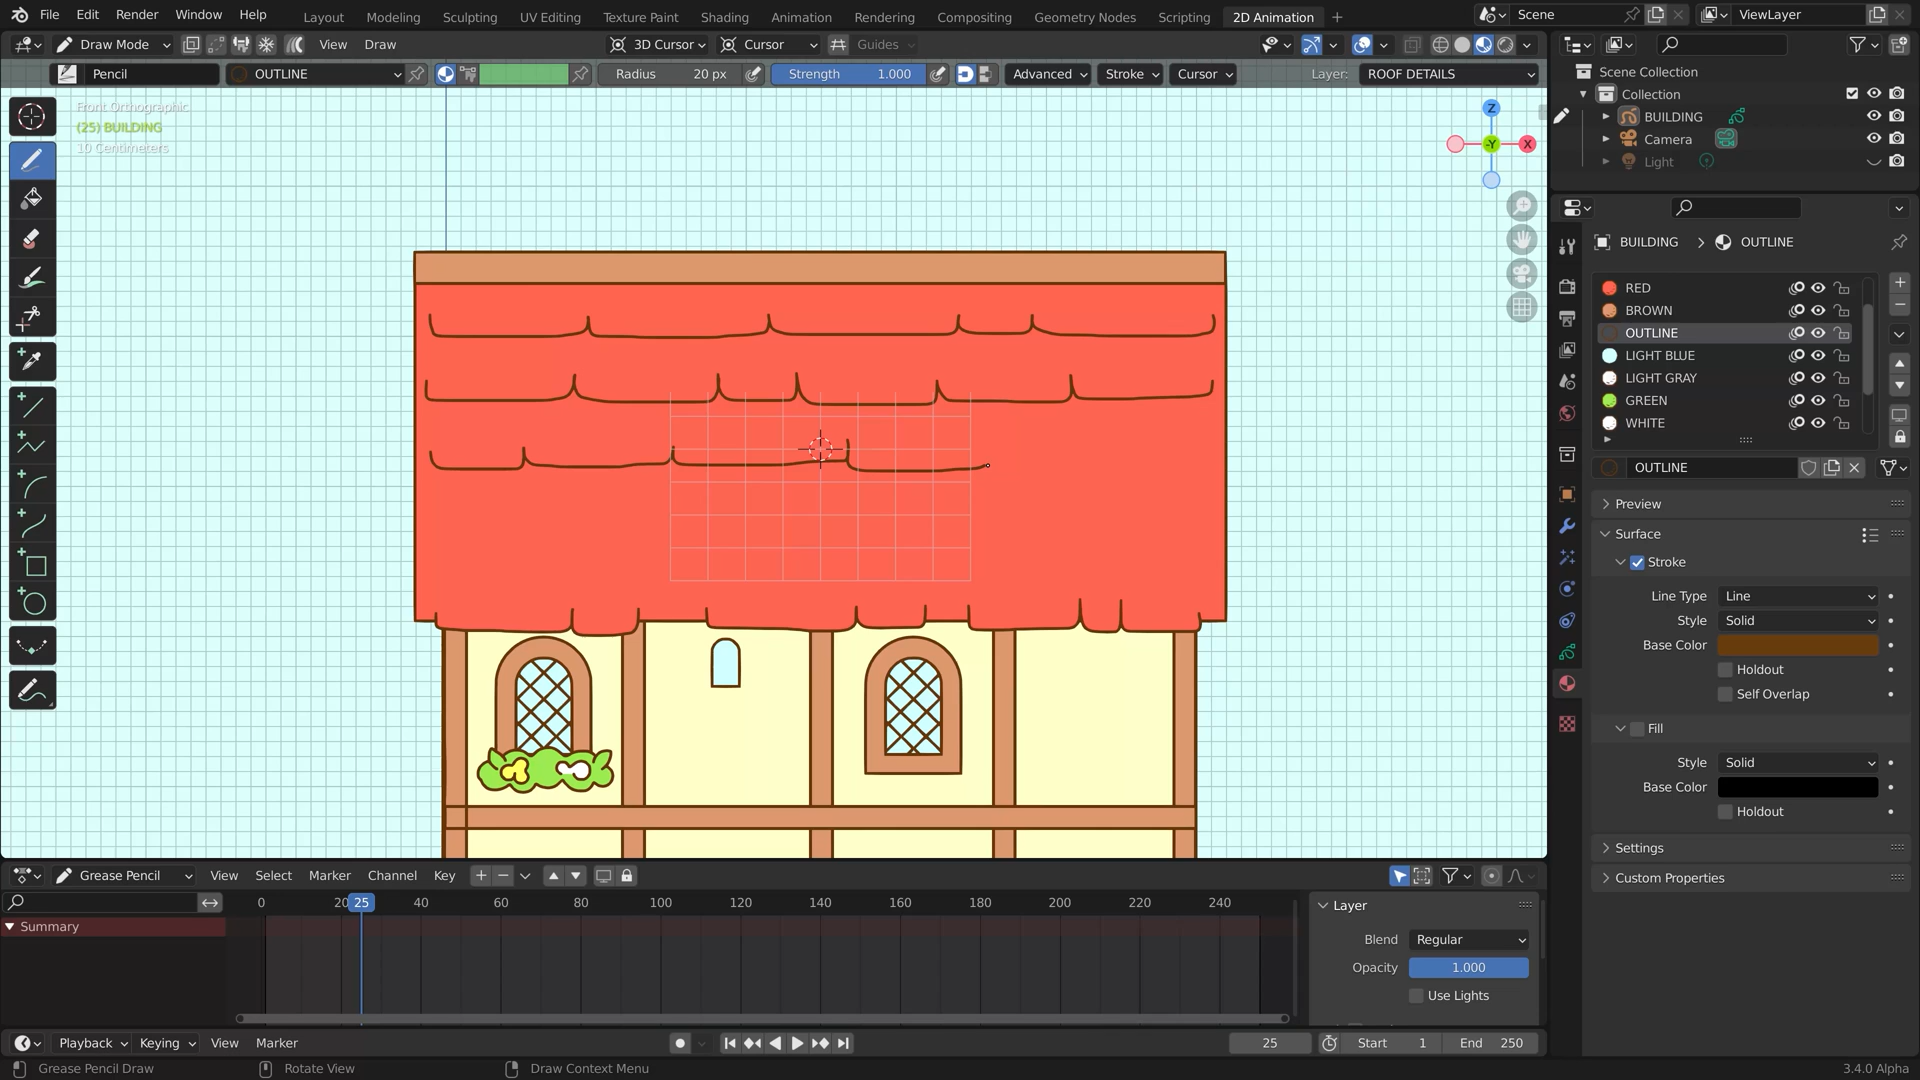 File Edit Render Window Help Layout Modeling Sculpting UV Editing Texture Paint Shading Animation Rendering Compositing Geometry Nodes Scripting 2D Animation + Scene ViewLayer
Draw Mode View Draw 3D Cursor Cursor Guides
Pencil OUTLINE Radius 20 px Strength 1.000 Advanced Stroke Cursor Layer: ROOF DETAILS
Front Orthographic
(25) BUILDING
10 Centimeters
Z
-Y
X
Scene Collection
Collection
BUILDING
Camera
Light
BUILDING > OUTLINE
RED
BROWN
OUTLINE
LIGHT BLUE
LIGHT GRAY
GREEN
WHITE
OUTLINE
Preview
Surface
Stroke
Line Type Line
Style Solid
Base Color
Holdout
Self Overlap
Fill
Style Solid
Base Color
Holdout
Settings
Custom Properties
Grease Pencil View Select Marker Channel Key
0 20 25 40 60 80 100 120 140 160 180 200 220 240
Summary
Layer
Blend Regular
Opacity 1.000
Use Lights
Playback Keying View Marker 25 Start 1 End 250
Grease Pencil Draw Rotate View Draw Context Menu 3.4.0 Alpha